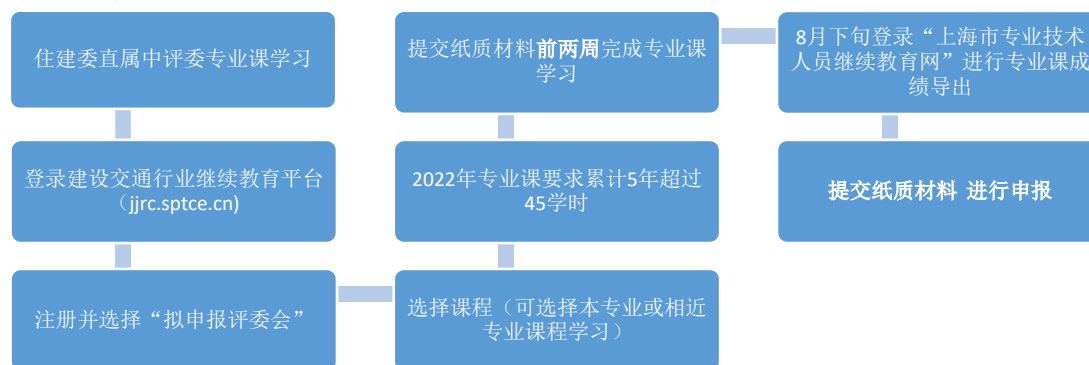 住建委直属中评委专业课学习
登录建设交通行业继续教育平台
（jjrc.sptce.cn)
注册并选择“拟申报评委会”
选择课程（可选择本专业或相近
专业课程学习）
2022年专业课要求累计5年超过
45学时
提交纸质材料前两周完成专业课
学习
8月下旬登录“上海市专业技术
人员继续教育网”进行专业课成
绩导出
提交纸质材料 进行申报